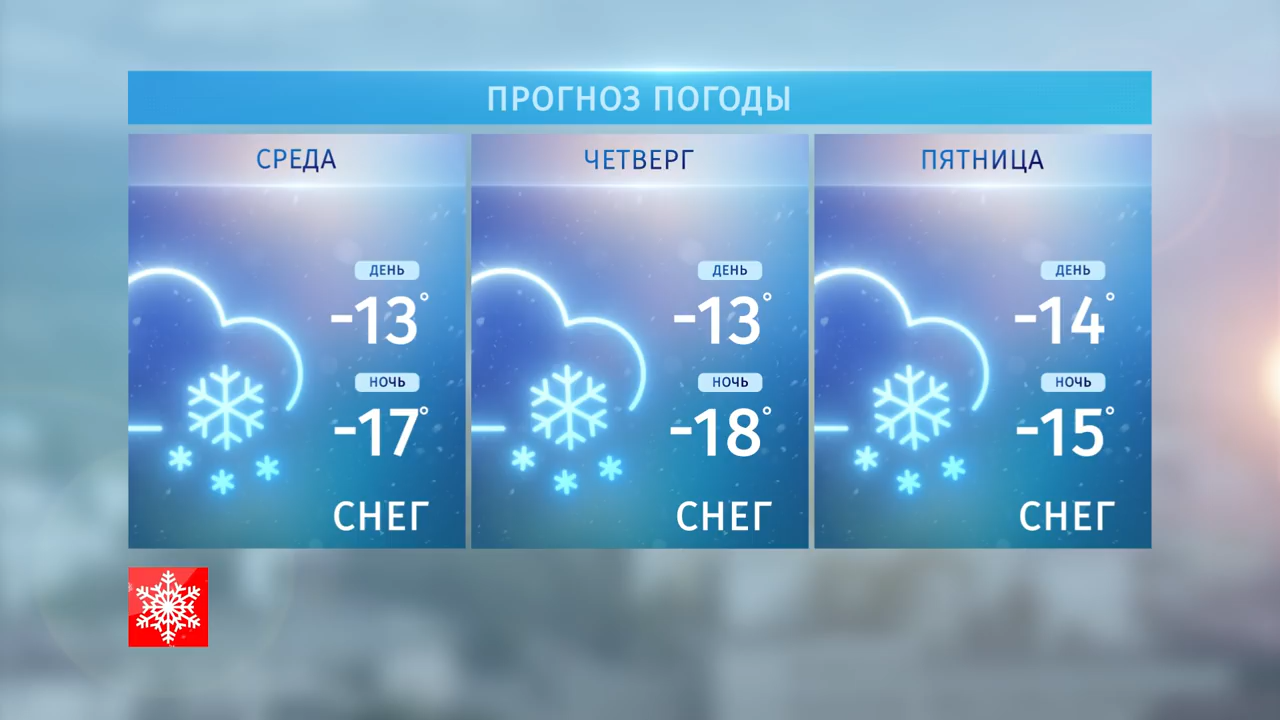 ПРОГНОЗ ПОГОДЫ
СРЕДА
ДЕНЬ
-13°
НОЧЬ
-17°
СНЕГ
ЧЕТВЕРГ
ДЕНЬ
-13°
НОЧЬ
-18°
СНЕГ
ПЯТНИЦА
ДЕНЬ
-14°
НОЧЬ
-15°
СНЕГ